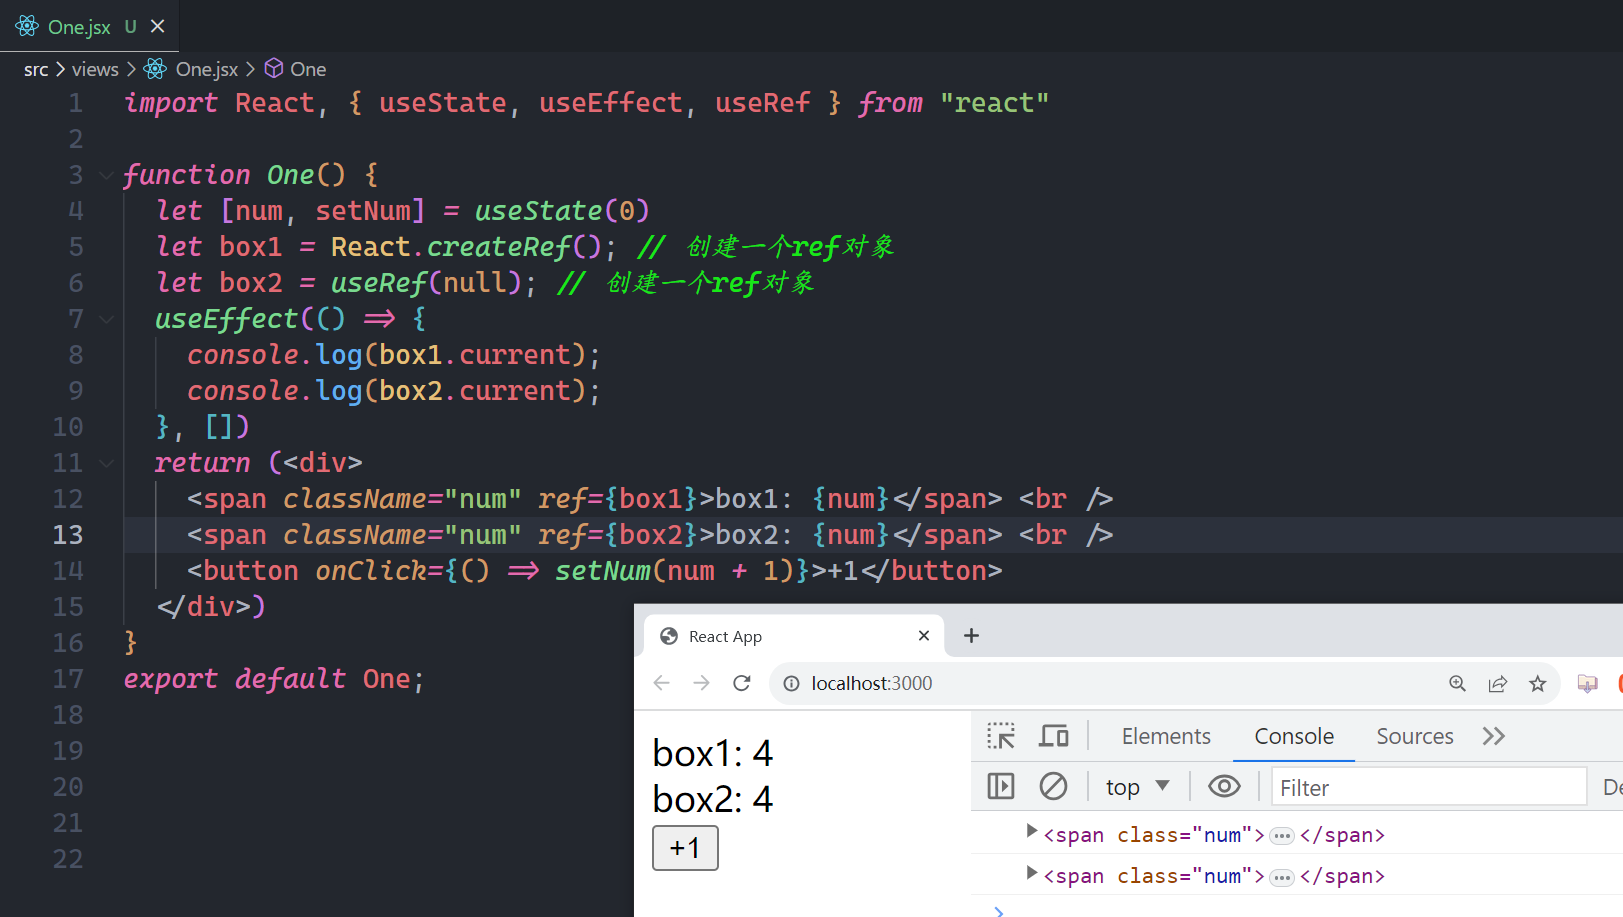 One.jsx U
src > views > One.jsx > One
1 import React, { useState, useEffect, useRef } from "react"
2
3 function One() {
4 let [num, setNum] = useState(0)
5 let box1 = React.createRef(); // 创建一个ref对象
6 let box2 = useRef(null); // 创建一个ref对象
7 useEffect(() => {
8 console.log(box1.current);
9 console.log(box2.current);
10 }, [])
11 return (<div>
12 <span className="num" ref={box1}>box1: {num}</span> <br />
13 <span className="num" ref={box2}>box2: {num}</span> <br />
14 <button onClick={() => setNum(num + 1)}>+1</button>
15 </div>)
16 }
17 export default One;
18
19
20
21
22
React App
localhost:3000
Elements Console Sources
top Filter
box1: 4
box2: 4
+1
<span class="num">…</span>
<span class="num">…</span>